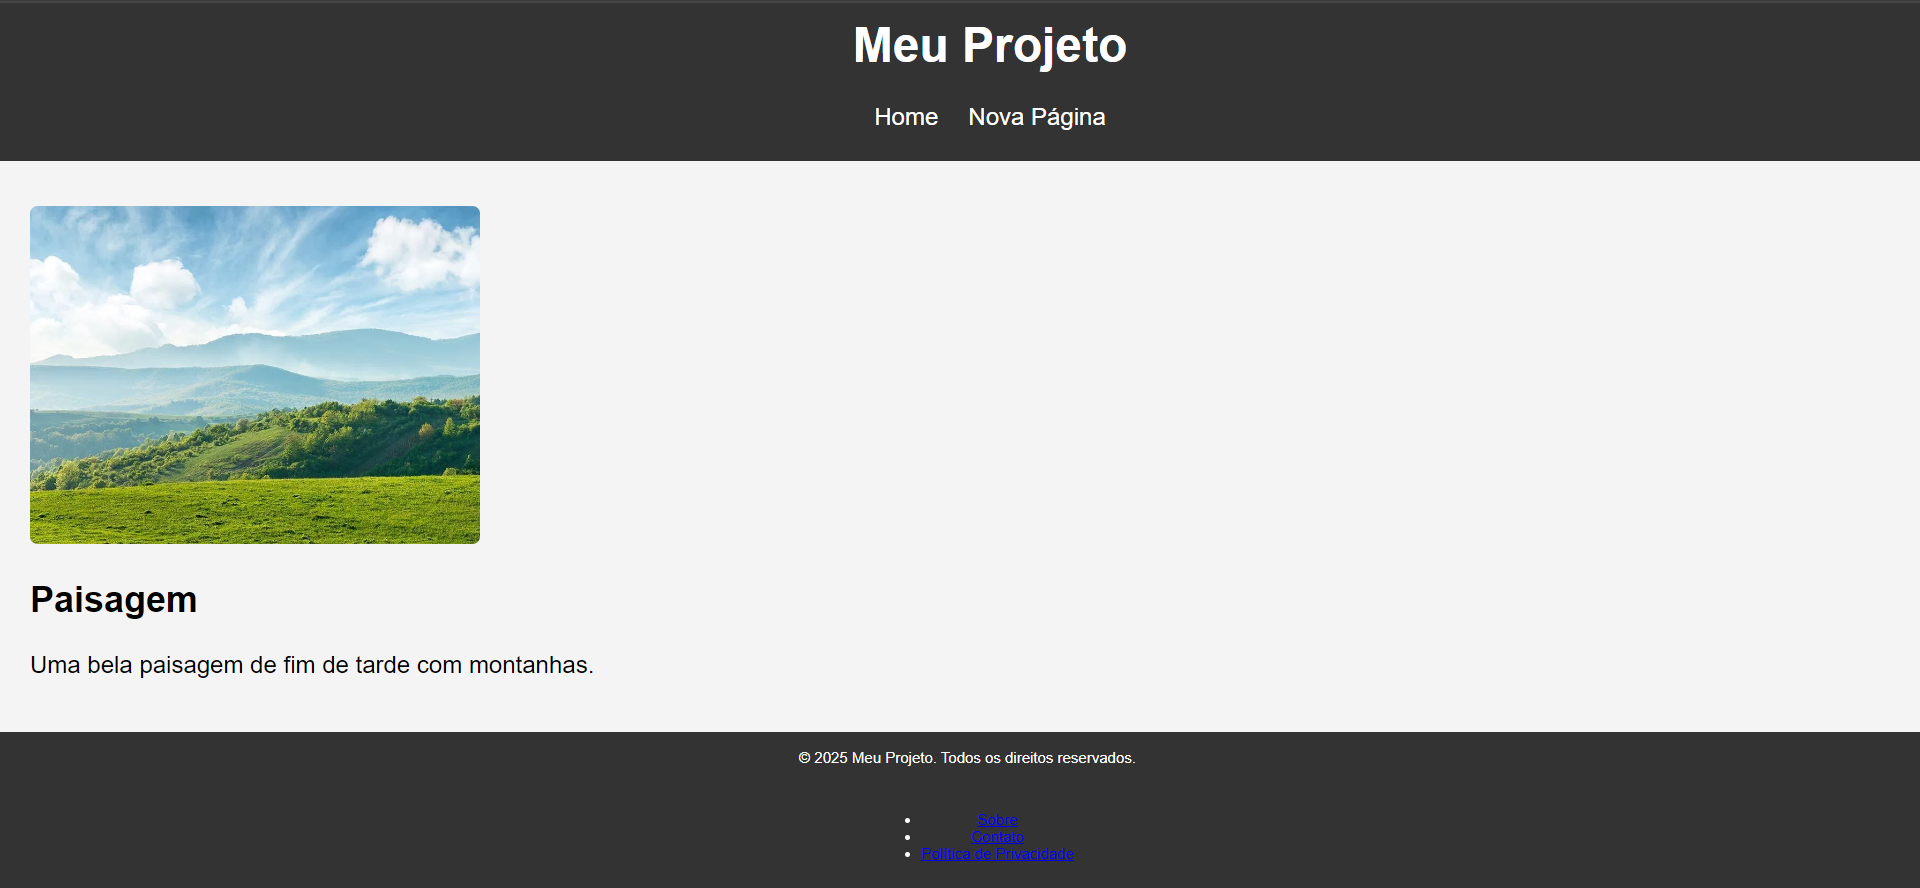 Meu Projeto
Home Nova Página
Paisagem
Uma bela paisagem de fim de tarde com montanhas.
© 2025 Meu Projeto. Todos os direitos reservados.
Sobre
Contato
Política de Privacidade